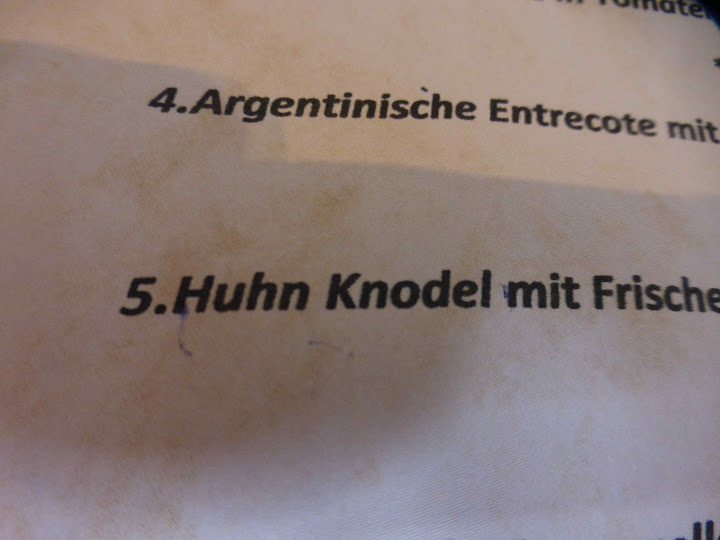 4.Argentinische Entrecote mit
5.Huhn Knodel mit Frische